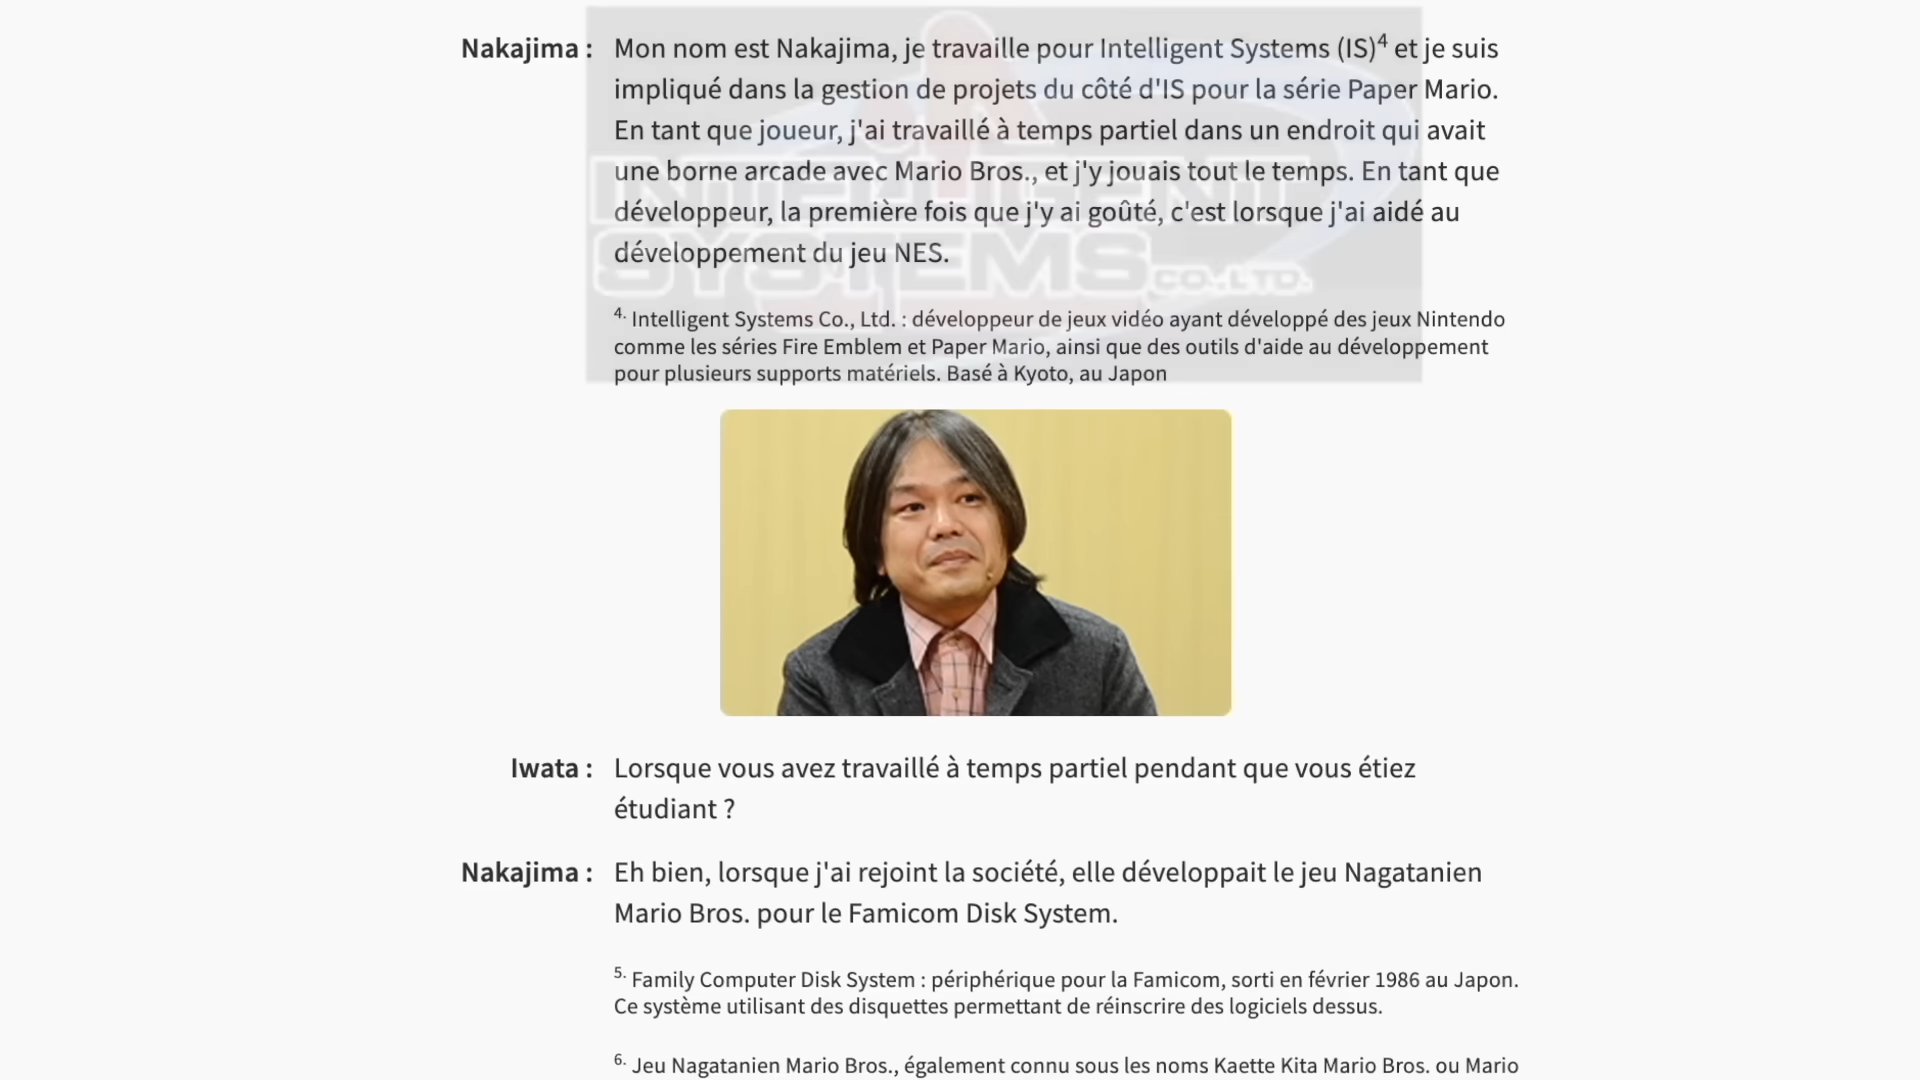 Nakajima : Mon nom est Nakajima, je travaille pour Intelligent Systems (IS)4 et je suis
impliqué dans la gestion de projets du côté d'IS pour la série Paper Mario.
En tant que joueur, j'ai travaillé à temps partiel dans un endroit qui avait
une borne arcade avec Mario Bros., et j'y jouais tout le temps. En tant que
développeur, la première fois que j'y ai goûté, c'est lorsque j'ai aidé au
développement du jeu NES.
INTELLIGENT
SYSTEMS CO.,LTD.
4. Intelligent Systems Co., Ltd. : développeur de jeux vidéo ayant développé des jeux Nintendo
comme les séries Fire Emblem et Paper Mario, ainsi que des outils d'aide au développement
pour plusieurs supports matériels. Basé à Kyoto, au Japon
Iwata : Lorsque vous avez travaillé à temps partiel pendant que vous étiez
étudiant ?
Nakajima : Eh bien, lorsque j'ai rejoint la société, elle développait le jeu Nagatanien
Mario Bros. pour le Famicom Disk System.
5. Family Computer Disk System : périphérique pour la Famicom, sorti en février 1986 au Japon.
Ce système utilisant des disquettes permettant de réinscrire des logiciels dessus.
6. Jeu Nagatanien Mario Bros., également connu sous les noms Kaette Kita Mario Bros. ou Mario